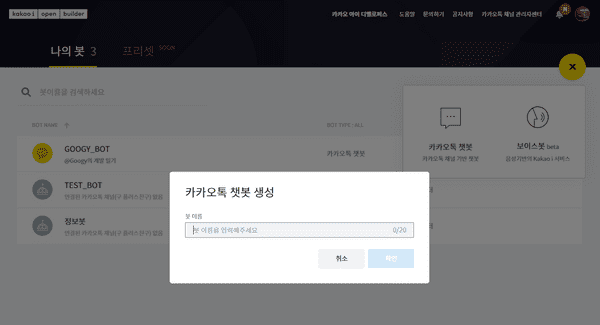 kakao i open builder
카카오 아이 디벨로퍼스 도움말 문의하기 공지사항 카카오톡 채널 관리자센터
나의 봇 3 프리셋 SOON
봇이름을 검색하세요
BOT NAME BOT TYPE : ALL
GOOGY_BOT
@Googy의 개발 일기
카카오톡 챗봇
카카오톡 챗봇
카카오톡 채널 기반 챗봇
보이스봇 beta
음성기반의 Kakao i 서비스
TEST_BOT
연결된 카카오톡 채널(구 플러스친구) 없음
정보봇
연결된 카카오톡 채널(구 플러스친구) 없음
카카오톡 챗봇 생성
봇 이름
봇 이름을 입력해주세요 0/20
취소 확인